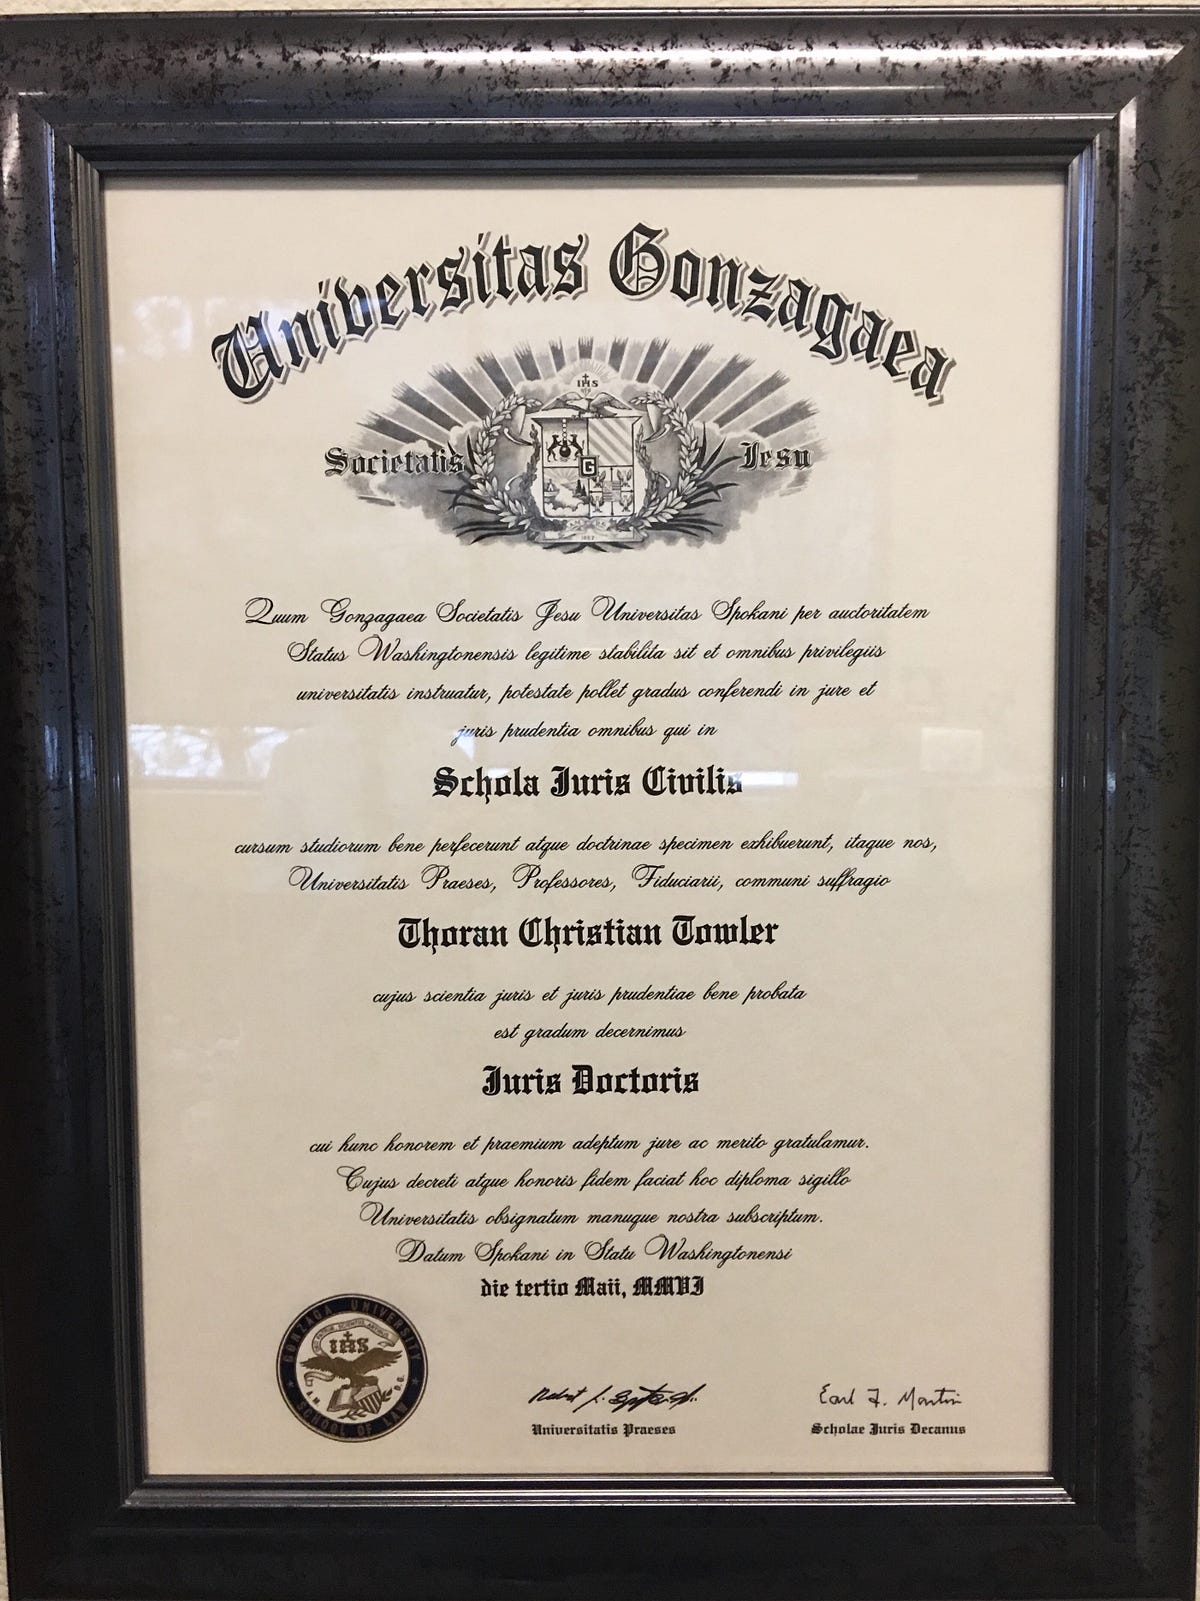 Universitas Gonzagaea
IHS
Societatis Jesu
G
1887
Quum Gonzagaea Societatis Jesu Universitas Spokani per auctoritatem
Status Washingtonensis legitime stabilita sit et omnibus privilegiis
universitatis instruatur, potestate pollet gradus conferendi in jure et
juris prudentia omnibus qui in
Schola Juris Civilis
cursum studiorum bene perfecerunt atque doctrinae specimen exhibuerunt, itaque nos,
Universitatis Praeses, Professores, Fiduciarii, communi suffragio
Thoran Christian Towler
cujus scientia juris et juris prudentiae bene probata
est gradum decernimus
Juris Doctoris
cui hunc honorem et praemium adeptum jure ac merito gratulamur.
Cujus decreti atque honoris fidem faciat hoc diploma sigillo
Universitatis obsignatum manuque nostra subscriptum.
Datum Spokani in Statu Washingtonensi
die tertio Maii, MMVI
GONZAGA UNIVERSITY
IHS
SCHOOL OF LAW
Earl F. Martin
Universitatis Praeses
Scholae Juris Decanus